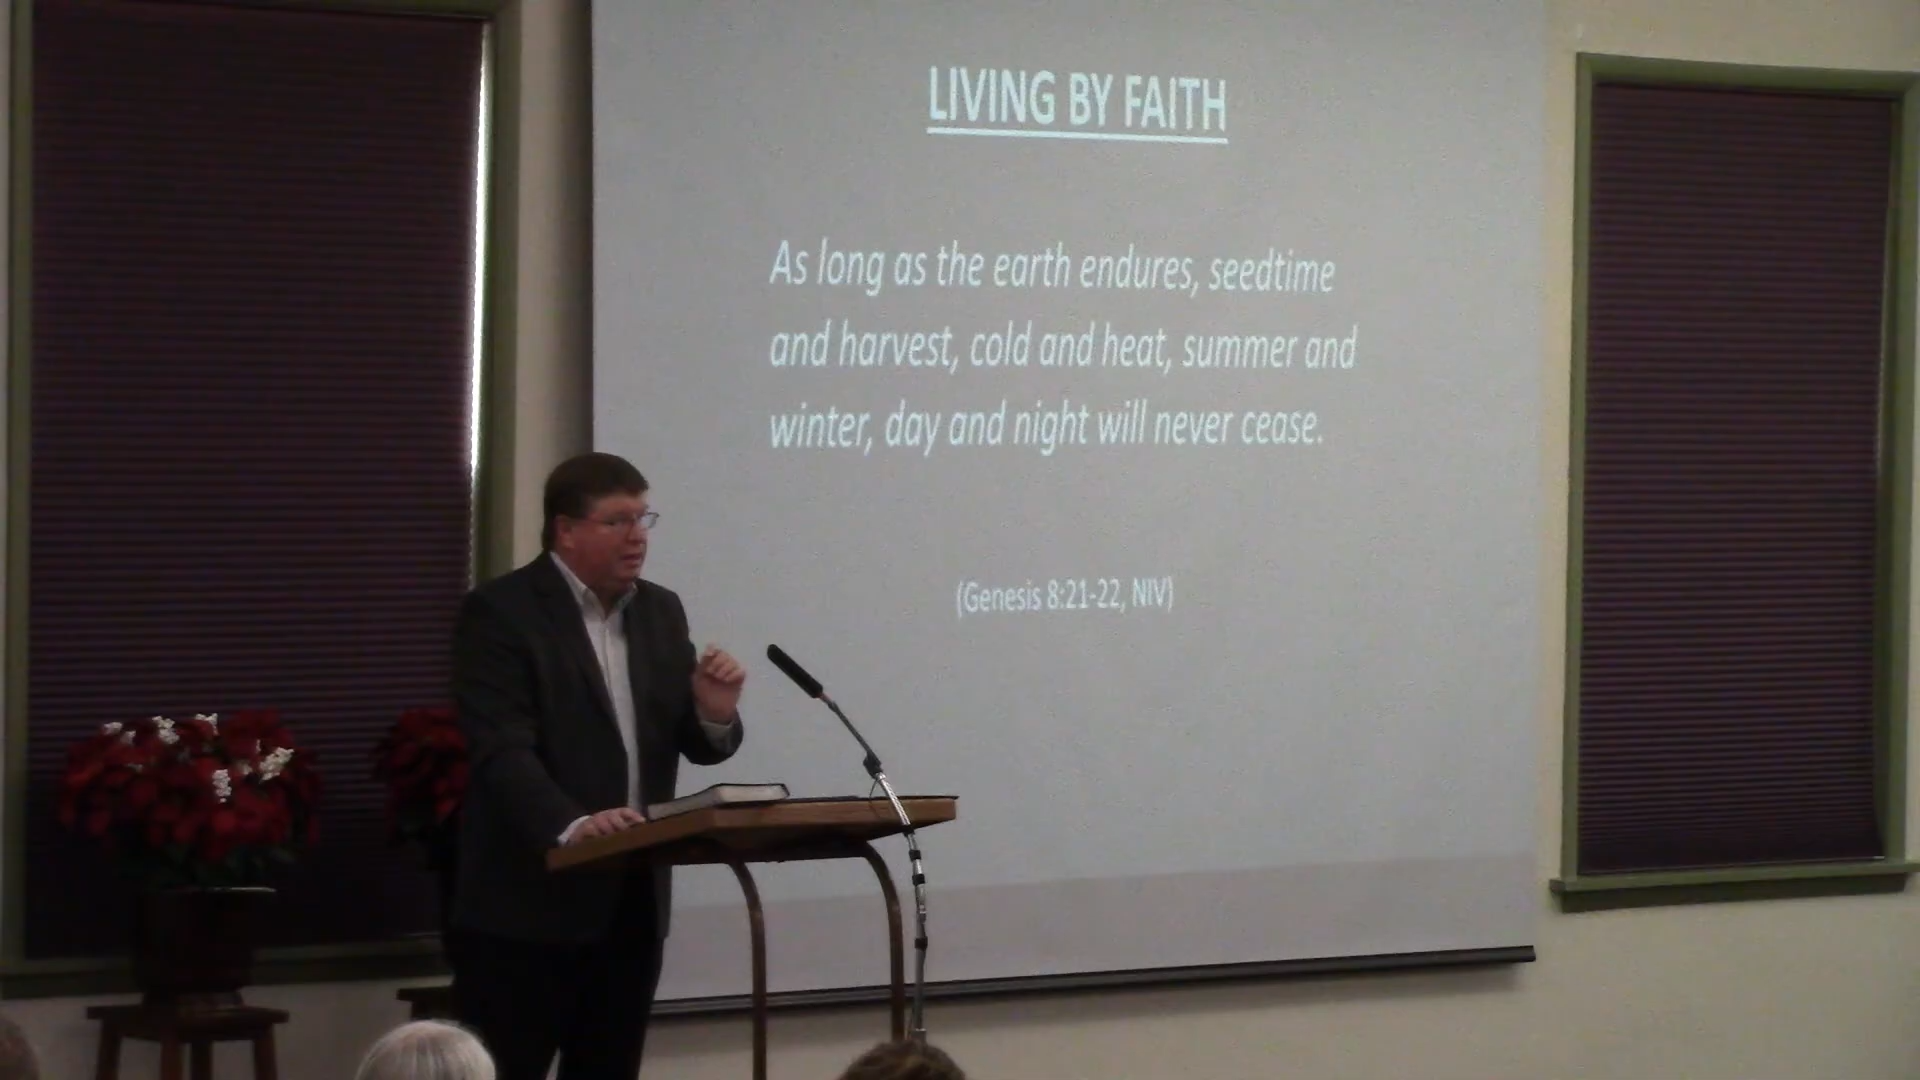 LIVING BY FAITH
As long as the earth endures, seedtime
and harvest, cold and heat, summer and
winter, day and night will never cease.
(Genesis 8:21-22, NIV)